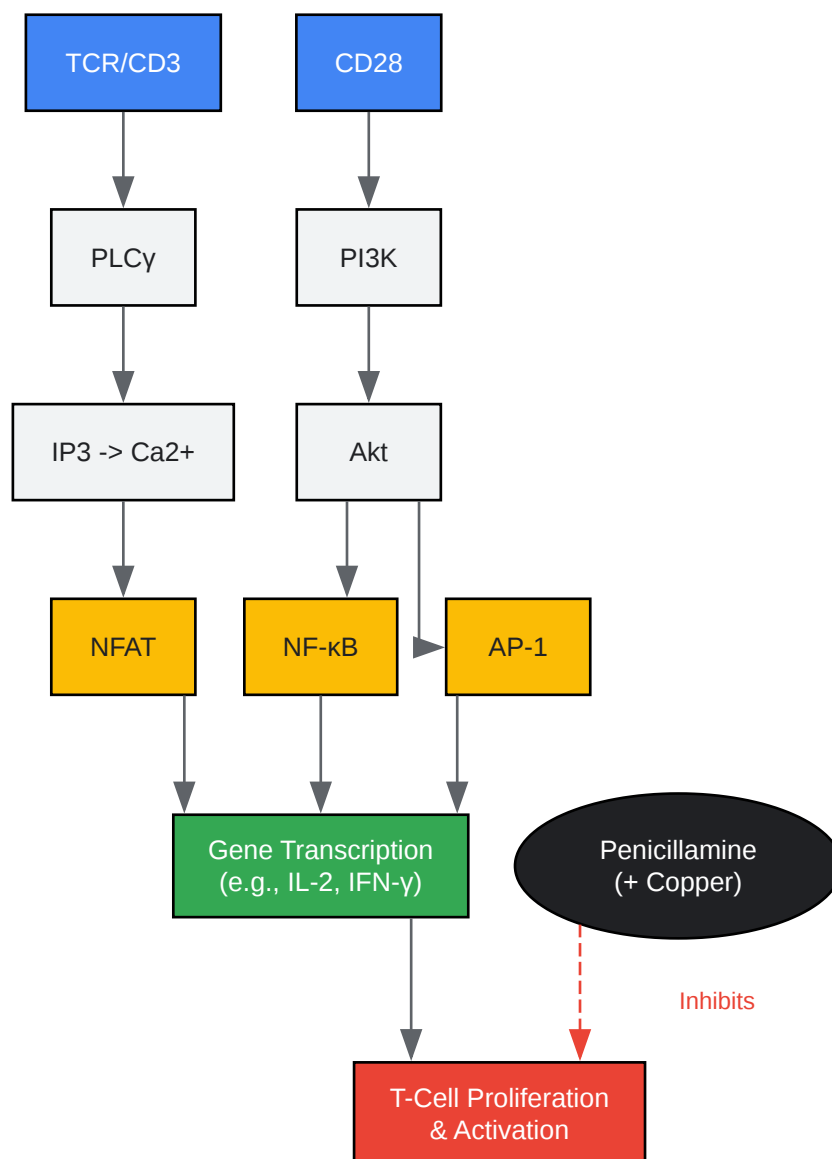 TCR/CD3
CD28
PLCγ
PI3K
IP3 -> Ca2+
Akt
NFAT
NF-κB
AP-1
Gene Transcription
(e.g., IL-2, IFN-γ)
Penicillamine
(+ Copper)
Inhibits
T-Cell Proliferation
& Activation